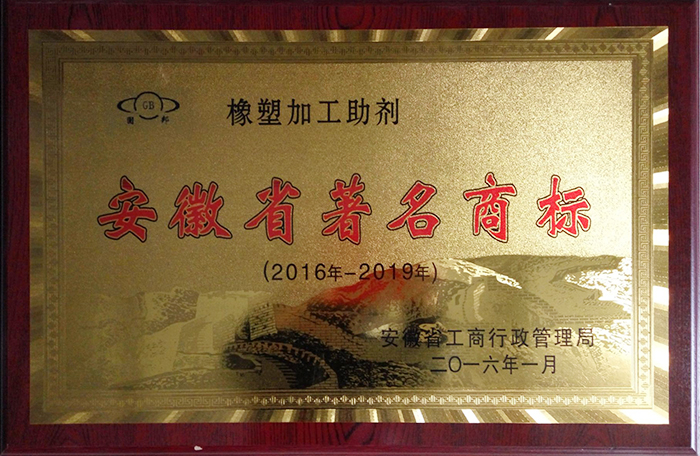 GB
國邦
橡塑加工助剂
安徽省著名商标
(2016年-2019年)
安徽省工商行政管理局
二〇一六年一月